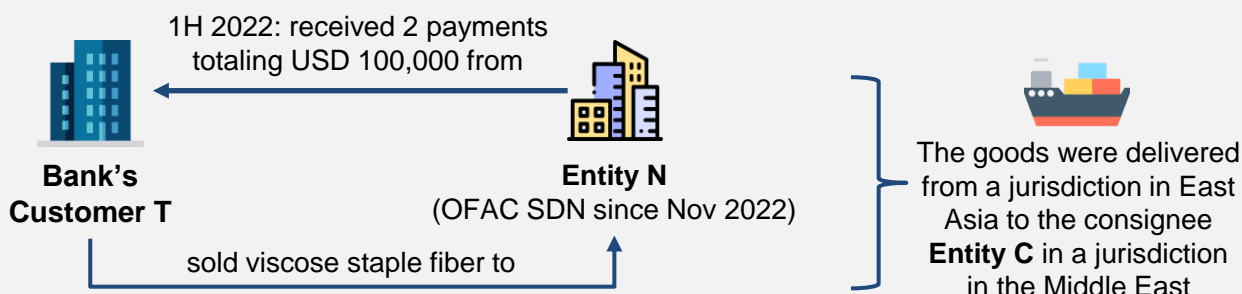 1H 2022: received 2 payments
totaling USD 100,000 from
Bank's
Customer T
Entity N
(OFAC SDN since Nov 2022)
sold viscose staple fiber to
The goods were delivered
from a jurisdiction in East
Asia to the consignee
Entity C in a jurisdiction
in the Middle East